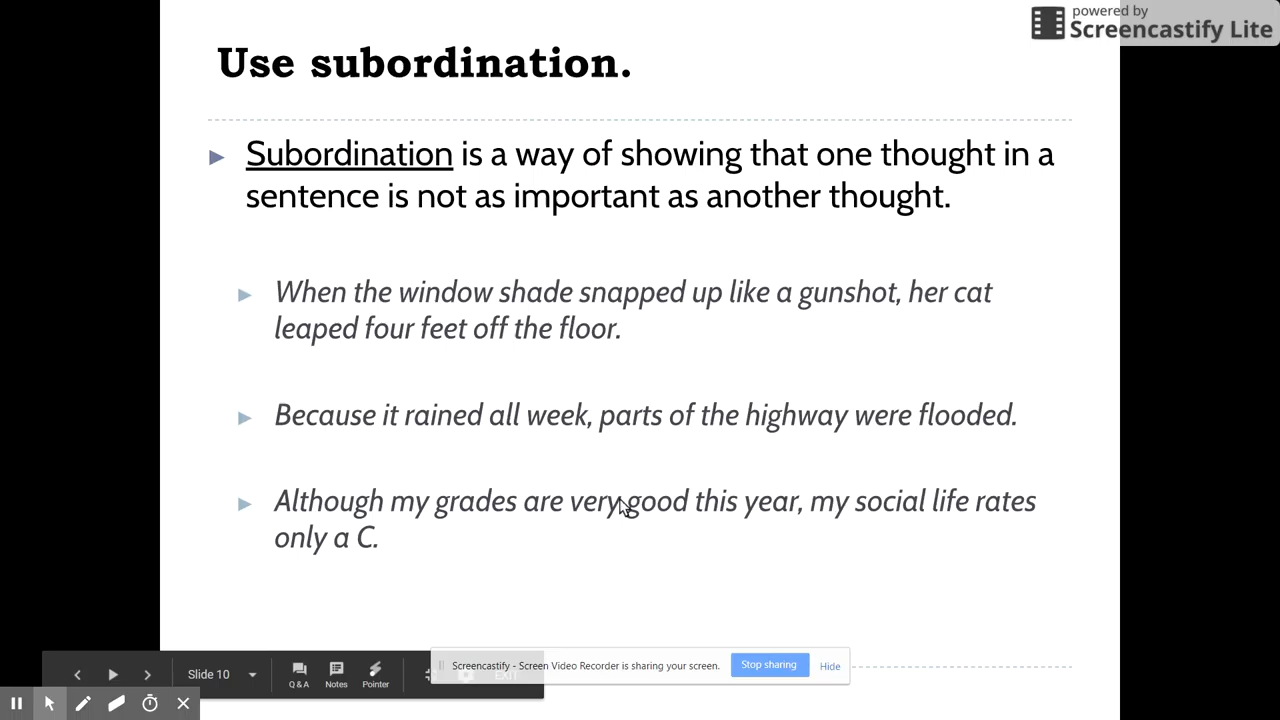 powered by
Screencastify Lite
Use subordination.
Subordination is a way of showing that one thought in a
sentence is not as important as another thought.
When the window shade snapped up like a gunshot, her cat
leaped four feet off the floor.
Because it rained all week, parts of the highway were flooded.
Although my grades are very good this year, my social life rates
only a C.
Screencastify - Screen Video Recorder is sharing your screen. Stop sharing Hide
Slide 10 Q & A Notes Pointer EXIT